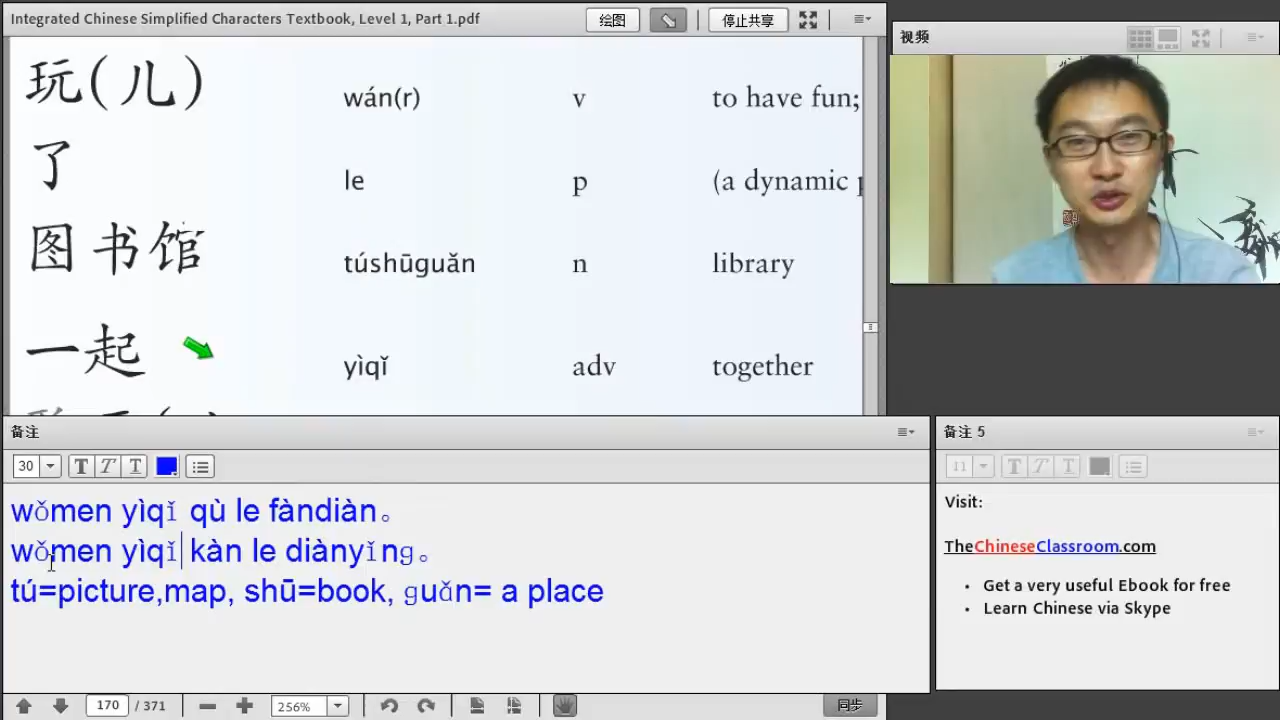 Integrated Chinese Simplified Characters Textbook, Level 1, Part 1.pdf
绘图
停止共享
玩(儿) wán(r) v to have fun;
了 le p (a dynamic p
图书馆 túshūguǎn n library
一起 yìqǐ adv together
视频
备注
30
T T T
wǒmen yìqǐ qù le fàndiàn。
wǒmen yìqǐ kàn le diànyǐng。
tú=picture,map, shū=book, guǎn= a place
170 / 371
256%
同步
备注 5
11
T T T
Visit:
TheChineseClassroom.com
• Get a very useful Ebook for free
• Learn Chinese via Skype